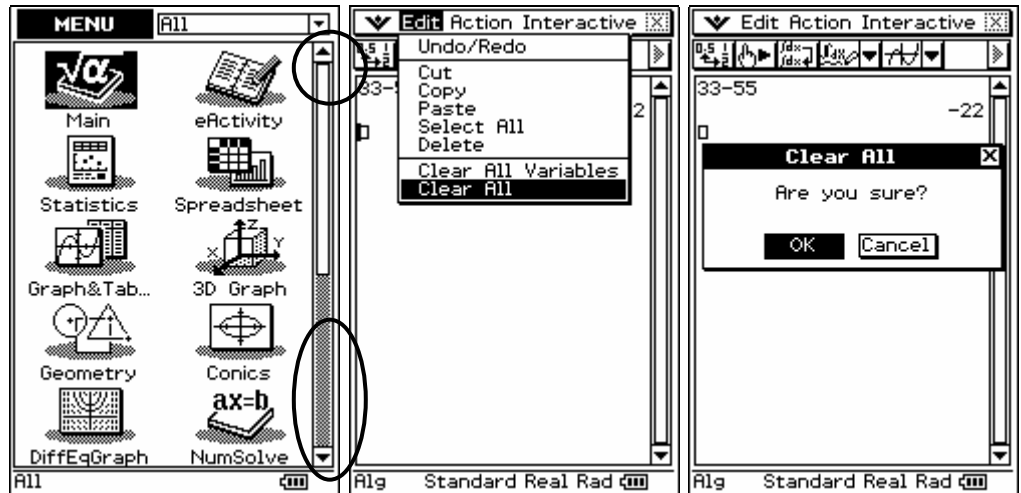 MENU All
√α
Main eActivity
Statistics Spreadsheet
Z
X Y
Graph&Tab... 3D Graph
r
Geometry Conics
ax=b
DiffEqGraph NumSolve
All
Edit Action Interactive
Undo/Redo
Cut
Copy
Paste
Select All
Delete
Clear All Variables
Clear All
33-
2
Alg Standard Real Rad
Edit Action Interactive
33-55
-22
Clear All
Are you sure?
OK Cancel
Alg Standard Real Rad